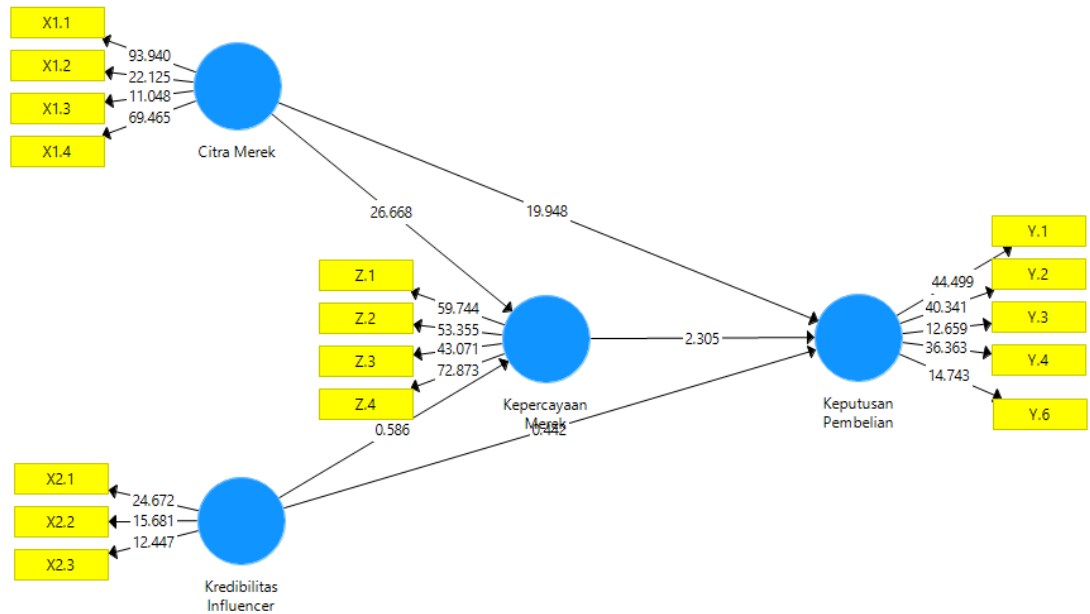 X1.1
93.940
X1.2
22.125
X1.3
11.048
69.465
X1.4
Citra Merek
26.668
19.948
Z.1
59.744
Z.2
53.355
Z.3
43.071
72.873
Z.4
Kepercayaan
Merek
0.586
0.442
2.305
Y.1
44.499
Y.2
40.341
Y.3
12.659
36.363
Y.4
14.743
Y.6
Keputusan
Pembelian
X2.1
24.672
X2.2
15.681
12.447
X2.3
Kredibilitas
Influencer